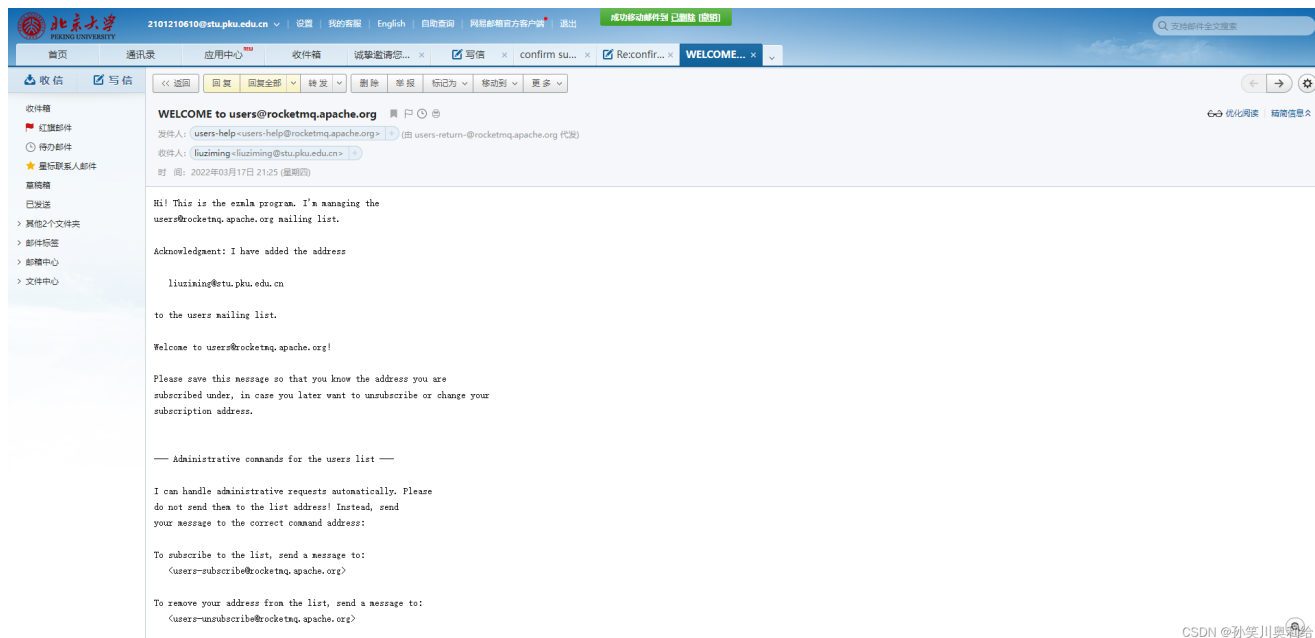 北京大学
PEKING UNIVERSITY
2101210610@stu.pku.edu.cn 设置 | 我的客服 | English | 自助查询 | 网易邮箱官方客户端 | 退出
成功移动邮件到 已删除 [撤销]
支持邮件全文搜索
首页 通讯录 应用中心 收件箱 诚挚邀请您... × 写信 × confirm su... × Re:confir... × WELCOME... ×
收信 写信
<< 返回 回复 回复全部 转发 删除 举报 标记为 移动到 更多
收件箱
红旗邮件
待办邮件
星标联系人邮件
草稿箱
已发送
其他2个文件夹
邮件标签
邮箱中心
文件中心
WELCOME to users@rocketmq.apache.org
优化阅读 | 精简信息
发件人: users-help<users-help@rocketmq.apache.org> + (由 users-return-@rocketmq.apache.org 代发)
收件人: liuziming<liuziming@stu.pku.edu.cn> +
时 间: 2022年03月17日 21:25 (星期四)
Hi! This is the ezmlm program. I'm managing the
users@rocketmq.apache.org mailing list.
Acknowledgment: I have added the address
liuziming@stu.pku.edu.cn
to the users mailing list.
Welcome to users@rocketmq.apache.org!
Please save this message so that you know the address you are
subscribed under, in case you later want to unsubscribe or change your
subscription address.
--- Administrative commands for the users list ---
I can handle administrative requests automatically. Please
do not send them to the list address! Instead, send
your message to the correct command address:
To subscribe to the list, send a message to:
<users-subscribe@rocketmq.apache.org>
To remove your address from the list, send a message to:
<users-unsubscribe@rocketmq.apache.org>
CSDN @孙笑川奥利给